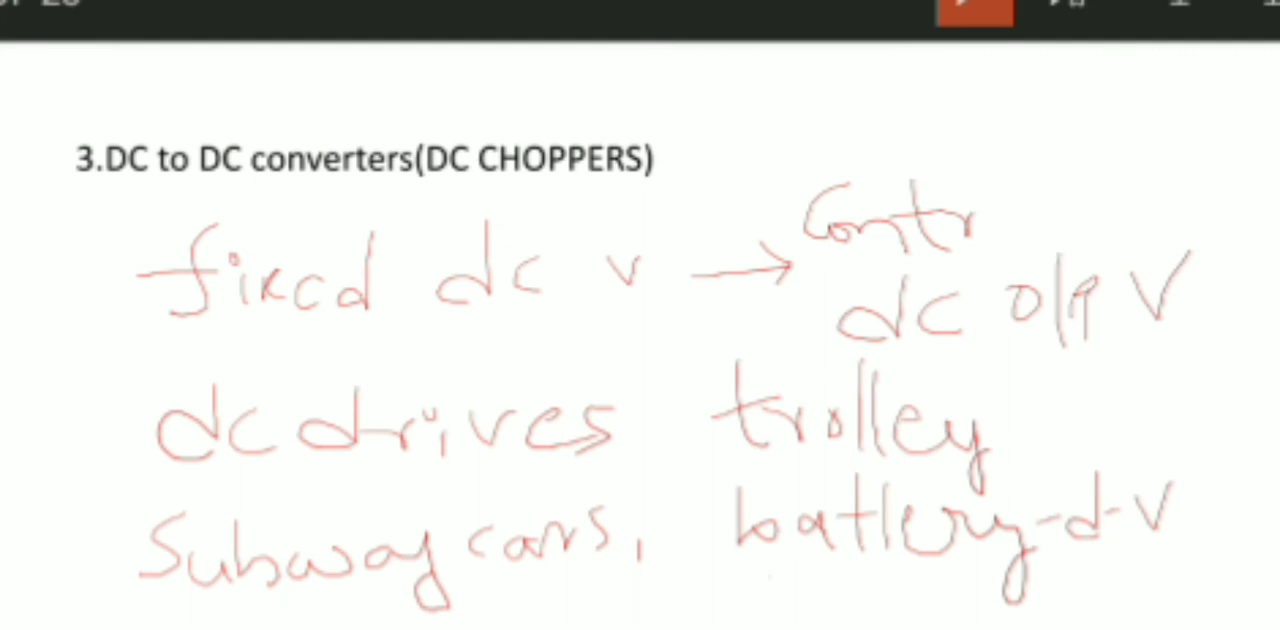 3.DC to DC converters(DC CHOPPERS)
fixed dc v → Contr
dc o/p V
dc drives trolley
Subway cars, battery-d-V